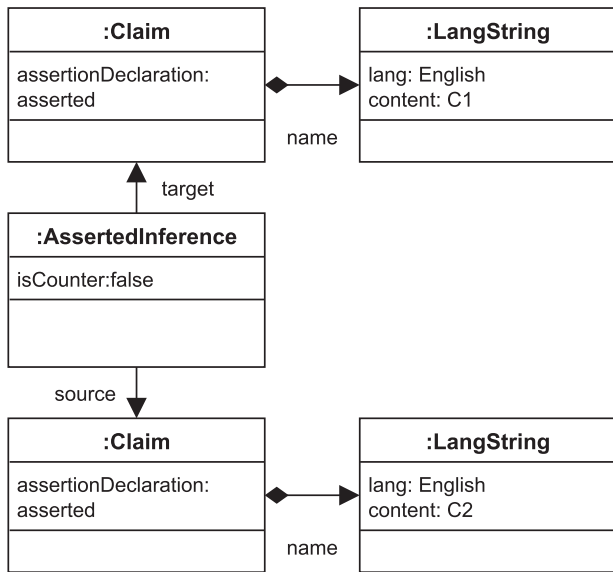 :Claim
assertionDeclaration:
asserted
name
:LangString
lang: English
content: C1
target
:AssertedInference
isCounter:false
source
:Claim
assertionDeclaration:
asserted
name
:LangString
lang: English
content: C2